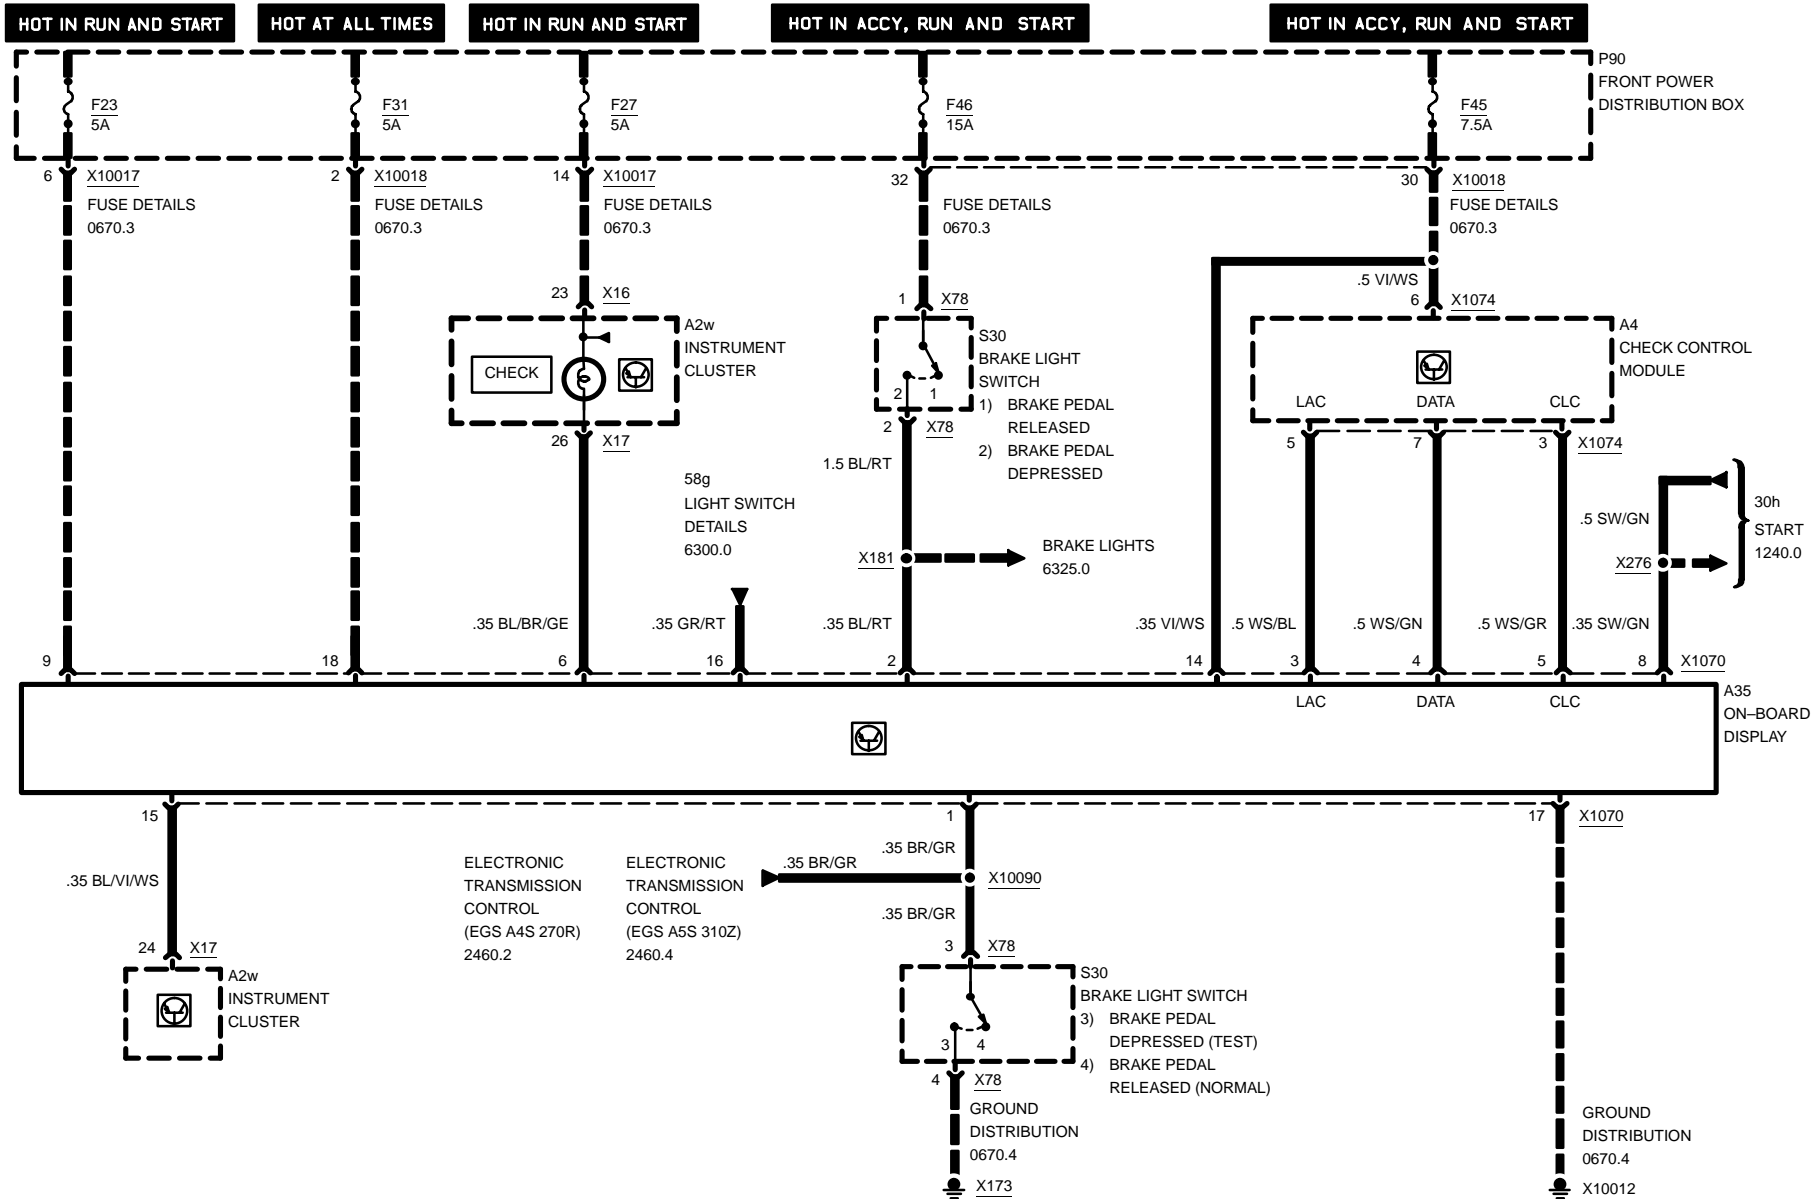 HOT IN RUN AND START
HOT AT ALL TIMES
HOT IN RUN AND START
HOT IN ACCY, RUN AND START
HOT IN ACCY, RUN AND START
P90
FRONT POWER
DISTRIBUTION BOX
F23
5A
F31
5A
F27
5A
F46
15A
F45
7.5A
6
X10017
FUSE DETAILS
0670.3
2
X10018
FUSE DETAILS
0670.3
14
X10017
FUSE DETAILS
0670.3
32
FUSE DETAILS
0670.3
30
X10018
FUSE DETAILS
0670.3
.5 VI/WS
23
X16
1
X78
6
X1074
A2w
INSTRUMENT
CLUSTER
CHECK
S30
BRAKE LIGHT
SWITCH
1) BRAKE PEDAL
RELEASED
2) BRAKE PEDAL
DEPRESSED
2
1
A4
CHECK CONTROL
MODULE
LAC
DATA
CLC
26
X17
2
X78
5
7
3
X1074
1.5 BL/RT
58g
LIGHT SWITCH
DETAILS
6300.0
.5 SW/GN
30h
START
1240.0
X181
BRAKE LIGHTS
6325.0
X276
.35 BL/BR/GE
.35 GR/RT
.35 BL/RT
.35 VI/WS
.5 WS/BL
.5 WS/GN
.5 WS/GR
.35 SW/GN
9
18
6
16
2
14
3
4
5
8
X1070
LAC
DATA
CLC
A35
ON–BOARD
DISPLAY
15
1
17
X1070
.35 BL/VI/WS
ELECTRONIC
TRANSMISSION
CONTROL
(EGS A4S 270R)
2460.2
ELECTRONIC
TRANSMISSION
CONTROL
(EGS A5S 310Z)
2460.4
.35 BR/GR
.35 BR/GR
X10090
.35 BR/GR
24
X17
3
X78
A2w
INSTRUMENT
CLUSTER
S30
BRAKE LIGHT SWITCH
3) BRAKE PEDAL
DEPRESSED (TEST)
4) BRAKE PEDAL
RELEASED (NORMAL)
3
4
4
X78
GROUND
DISTRIBUTION
0670.4
X173
GROUND
DISTRIBUTION
0670.4
X10012